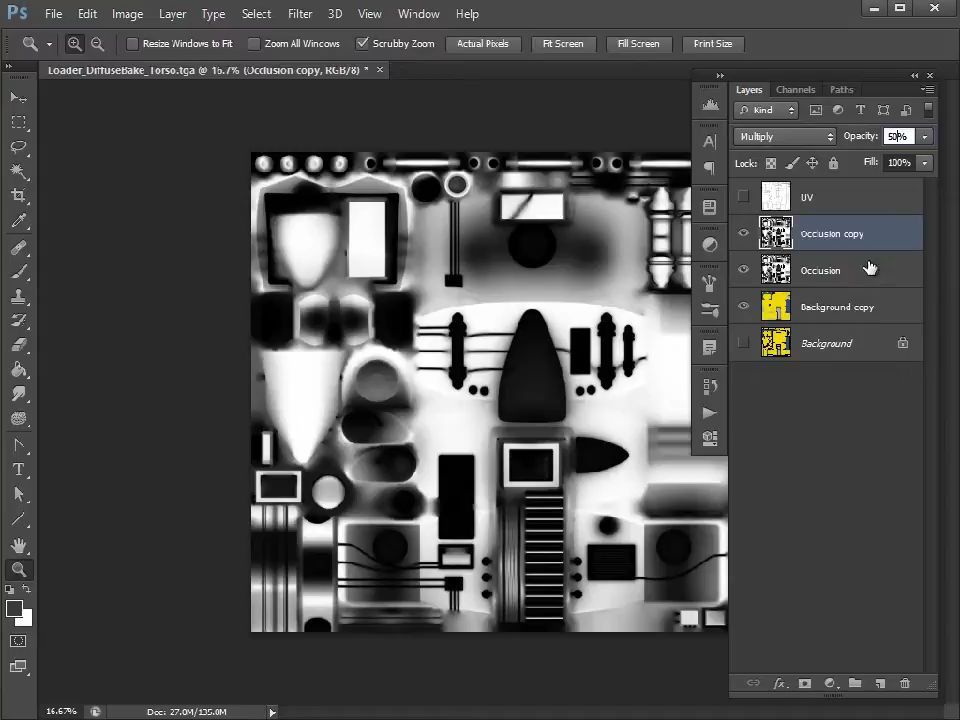 Ps File Edit Image Layer Type Select Filter 3D View Window Help
Resize Windows to Fit Zoom All Windows Scrubby Zoom Actual Pixels Fit Screen Fill Screen Print Size
Loader_DiffuseBake_Torso.tga @ 16.7% (Occlusion copy, RGB/8) *
Layers Channels Paths
Kind
Multiply Opacity: 50%
Lock: Fill: 100%
UV
Occlusion copy
Occlusion
Background copy
Background
16.67% Doc: 27.0M/135.0M